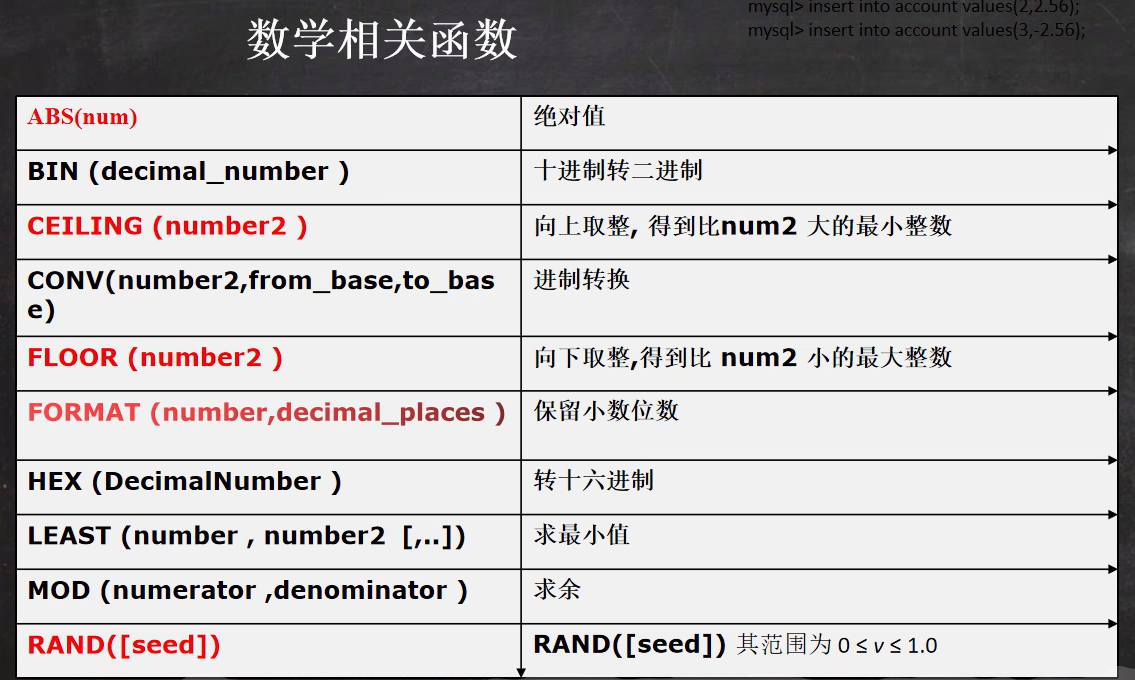 mysql> insert into account values(2,2.56);
数学相关函数
mysql> insert into account values(3,-2.56);
ABS(num)
绝对值
BIN (decimal_number )
十进制转二进制
CEILING (number2 )
向上取整, 得到比num2 大的最小整数
CONV(number2,from_base,to_bas
e)
进制转换
FLOOR (number2 )
向下取整,得到比 num2 小的最大整数
FORMAT (number,decimal_places )
保留小数位数
HEX (DecimalNumber )
转十六进制
LEAST (number , number2 [,..])
求最小值
MOD (numerator ,denominator )
求余
RAND([seed])
RAND([seed]) 其范围为 0 ≤ v ≤ 1.0